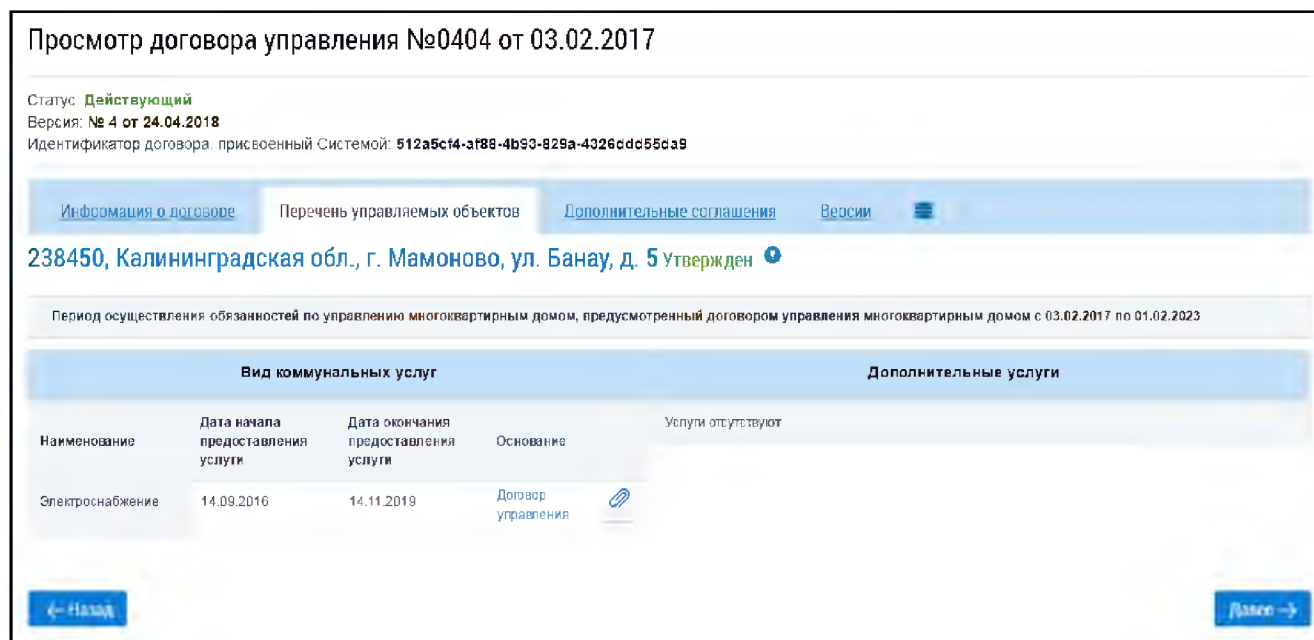 Просмотр договора управления №0404 от 03.02.2017
Статус: Действующий
Версия: № 4 от 24.04.2018
Идентификатор договора, присвоенный Системой: 512a5cf4-af88-4b93-829a-4326ddd55da9
Информация о договоре Перечень управляемых объектов Дополнительные соглашения Версии
238450, Калининградская обл., г. Мамоново, ул. Банау, д. 5 Утвержден
Период осуществления обязанностей по управлению многоквартирным домом, предусмотренный договором управления многоквартирным домом с 03.02.2017 по 01.02.2023
Вид коммунальных услуг Дополнительные услуги
Наименование Дата начала предоставления услуги Дата окончания предоставления услуги Основание Услуги отсутствуют
Электроснабжение 14.09.2016 14.11.2019 Договор управления
← Назад Далее →